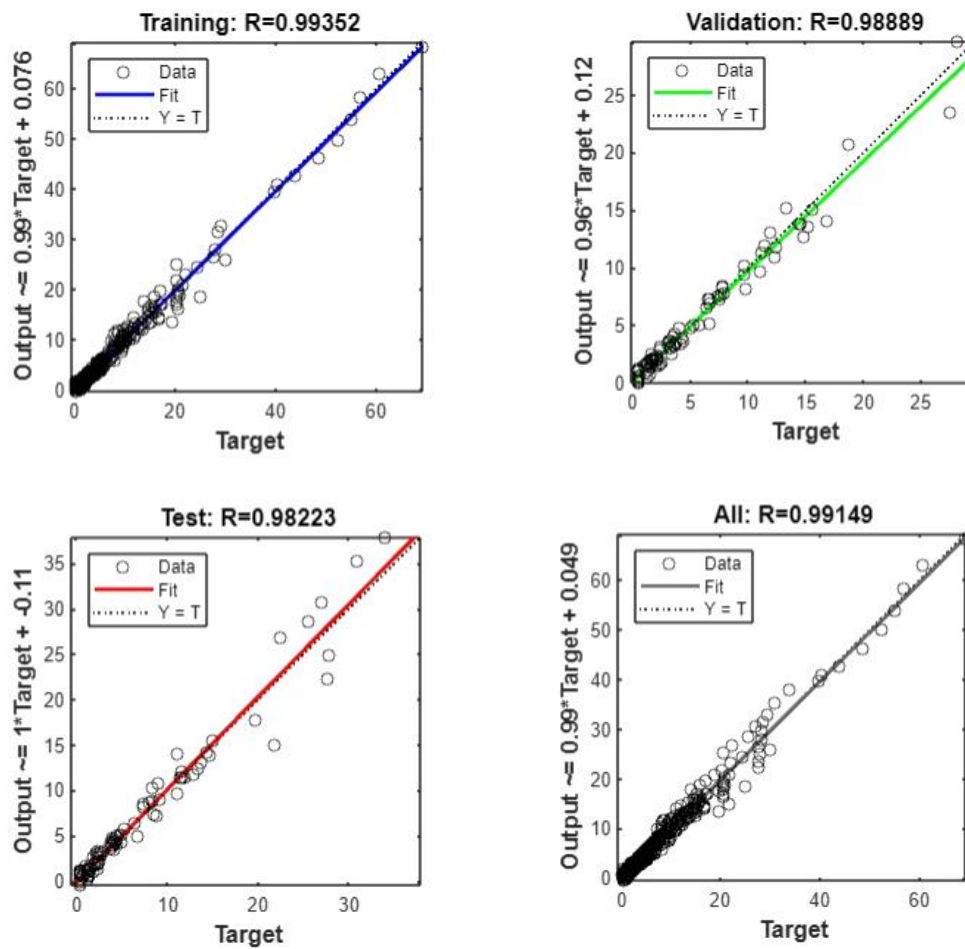 Training: R=0.99352
Output ~= 0.99*Target + 0.076
Data
Fit
Y = T
60
50
40
30
20
10
0
0 20 40 60
Target
Validation: R=0.98889
Output ~= 0.96*Target + 0.12
Data
Fit
Y = T
25
20
15
10
5
0
0 5 10 15 20 25
Target
Test: R=0.98223
Output ~= 1*Target + -0.11
Data
Fit
Y = T
35
30
25
20
15
10
5
0
0 10 20 30
Target
All: R=0.99149
Output ~= 0.99*Target + 0.049
Data
Fit
Y = T
60
50
40
30
20
10
0
0 20 40 60
Target